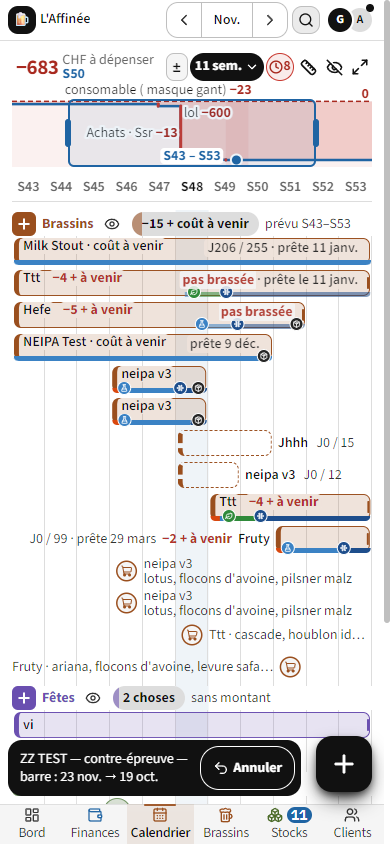 L'Affinée
Nov.
G A
−683 CHF à dépenser
S50
± 11 sem. 8
consomable ( masque gant) −23
0
lol −600
Achats · Ssr −13
S43 – S53
S43 S44 S45 S46 S47 S48 S49 S50 S51 S52 S53
Brassins −15 + coût à venir prévu S43–S53
Milk Stout · coût à venir J206 / 255 · prête 11 janv.
Ttt −4 + à venir pas brassée · prête le 11 janv.
Hefe −5 + à venir pas brassée
NEIPA Test · coût à venir prête 9 déc.
neipa v3
neipa v3
Jhhh J0 / 15
neipa v3 J0 / 12
Ttt −4 + à venir
J0 / 99 · prête 29 mars −2 + à venir Fruty
neipa v3
lotus, flocons d'avoine, pilsner malz
neipa v3
lotus, flocons d'avoine, pilsner malz
Ttt · cascade, houblon id…
Fruty · ariana, flocons d'avoine, levure safa…
Fêtes 2 choses sans montant
vi
ZZ TEST — contre-épreuve —
barre : 23 nov. → 19 oct.
Annuler
Bord Finances Calendrier Brassins Stocks 11 Clients